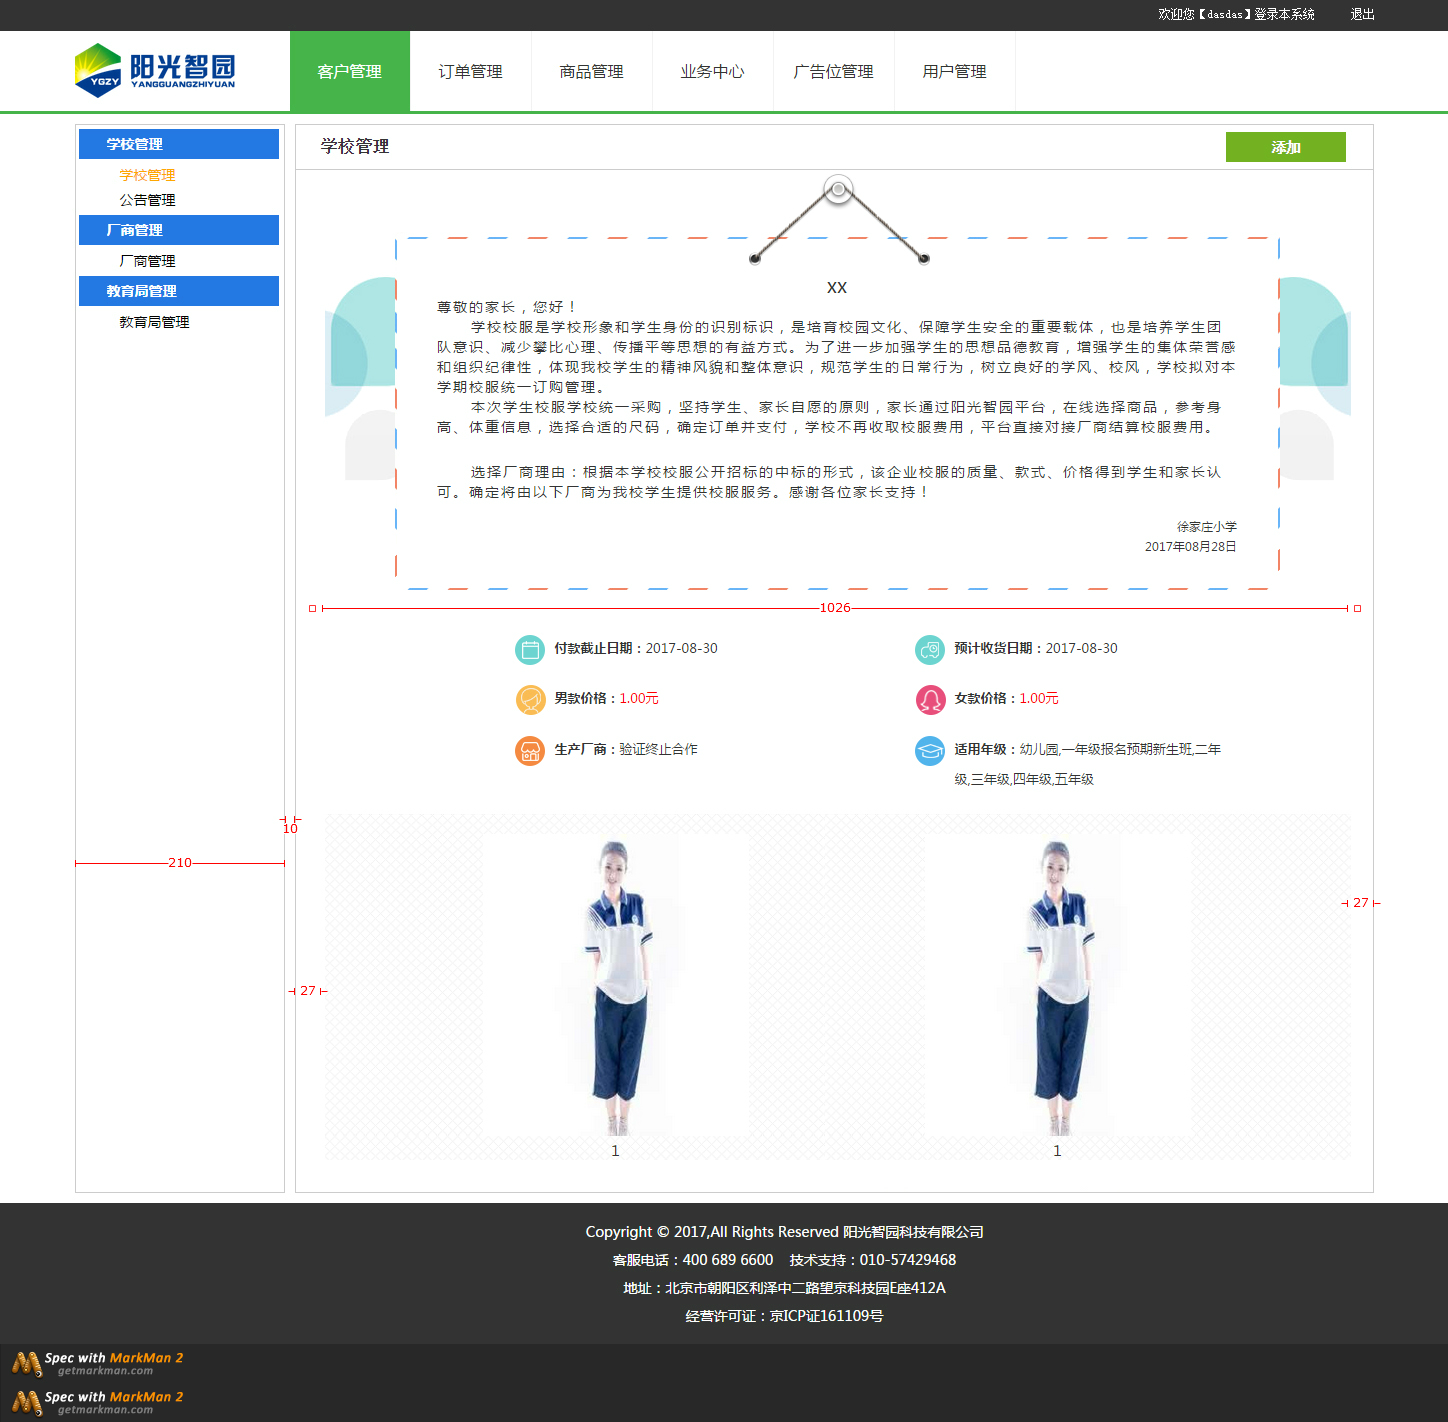 欢迎您【dasdas】登录本系统 退出
阳光智园
YGZY YANGGUANGZHIYUAN
客户管理 订单管理 商品管理 业务中心 广告位管理 用户管理
学校管理
学校管理
公告管理
厂商管理
厂商管理
教育局管理
教育局管理
学校管理 添加
XX
尊敬的家长，您好！
学校校服是学校形象和学生身份的识别标识，是培育校园文化、保障学生安全的重要载体，也是培养学生团
队意识、减少攀比心理、传播平等思想的有益方式。为了进一步加强学生的思想品德教育，增强学生的集体荣誉感
和组织纪律性，体现我校学生的精神风貌和整体意识，规范学生的日常行为，树立良好的学风、校风，学校拟对本
学期校服统一订购管理。
本次学生校服学校统一采购，坚持学生、家长自愿的原则，家长通过阳光智园平台，在线选择商品，参考身
高、体重信息，选择合适的尺码，确定订单并支付，学校不再收取校服费用，平台直接对接厂商结算校服费用。
选择厂商理由：根据本学校校服公开招标的中标的形式，该企业校服的质量、款式、价格得到学生和家长认
可。确定将由以下厂商为我校学生提供校服服务。感谢各位家长支持！
徐家庄小学
2017年08月28日
1026
付款截止日期：2017-08-30 预计收货日期：2017-08-30
男款价格：1.00元 女款价格：1.00元
生产厂商：验证终止合作 适用年级：幼儿园,一年级报名预期新生班,二年
级,三年级,四年级,五年级
10
210
27
27
1 1
Copyright © 2017,All Rights Reserved 阳光智园科技有限公司
客服电话：400 689 6600 技术支持：010-57429468
地址：北京市朝阳区利泽中二路望京科技园E座412A
经营许可证：京ICP证161109号
Spec with MarkMan 2
getmarkman.com
Spec with MarkMan 2
getmarkman.com